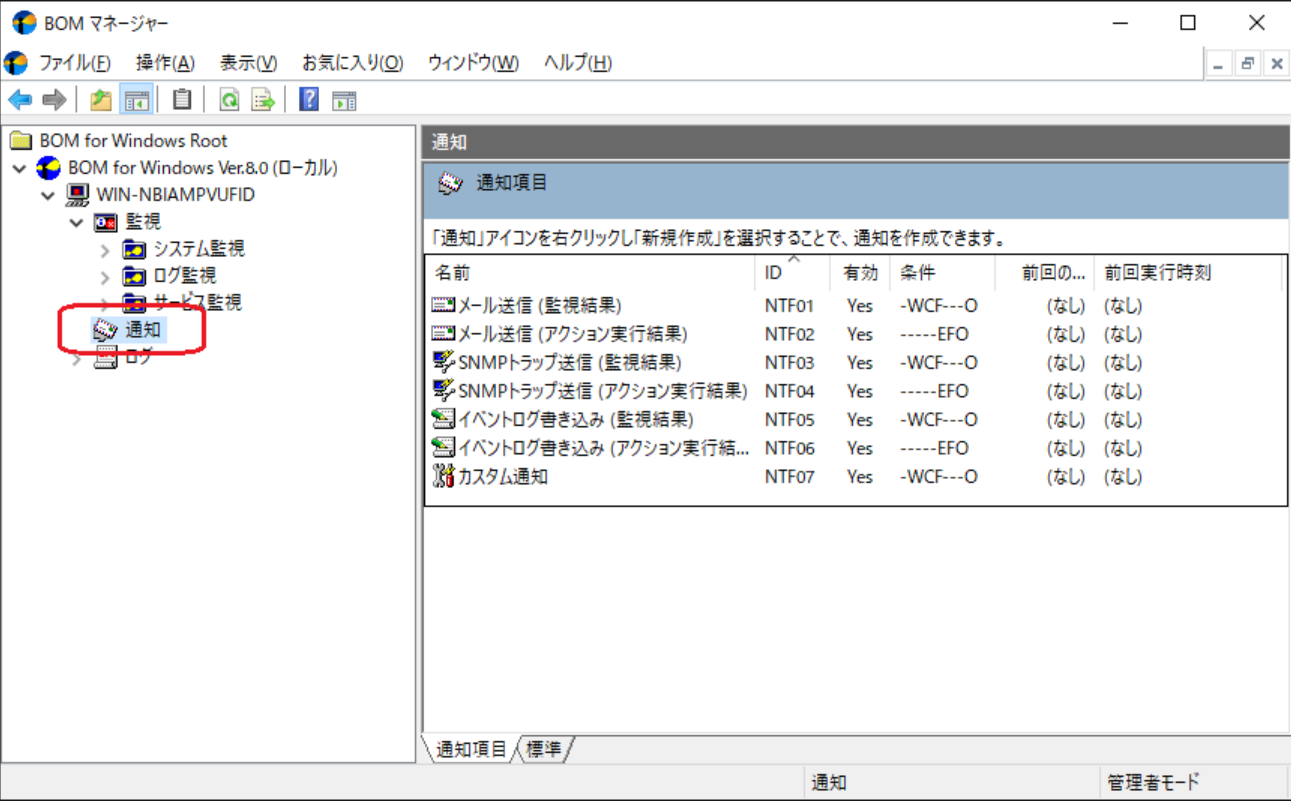 BOM マネージャー
ファイル(F) 操作(A) 表示(V) お気に入り(O) ウィンドウ(W) ヘルプ(H)
BOM for Windows Root
BOM for Windows Ver.8.0 (ローカル)
WIN-NBIAMPVUFID
監視
システム監視
ログ監視
サービス監視
通知
ログ
通知
通知項目
「通知」アイコンを右クリックし「新規作成」を選択することで、通知を作成できます。
名前 ID 有効 条件 前回の... 前回実行時刻
メール送信 (監視結果) NTF01 Yes -WCF---O (なし) (なし)
メール送信 (アクション実行結果) NTF02 Yes -----EFO (なし) (なし)
SNMPトラップ送信 (監視結果) NTF03 Yes -WCF---O (なし) (なし)
SNMPトラップ送信 (アクション実行結果) NTF04 Yes -----EFO (なし) (なし)
イベントログ書き込み (監視結果) NTF05 Yes -WCF---O (なし) (なし)
イベントログ書き込み (アクション実行結... NTF06 Yes -----EFO (なし) (なし)
カスタム通知 NTF07 Yes -WCF---O (なし) (なし)
通知項目 標準
通知 管理者モード